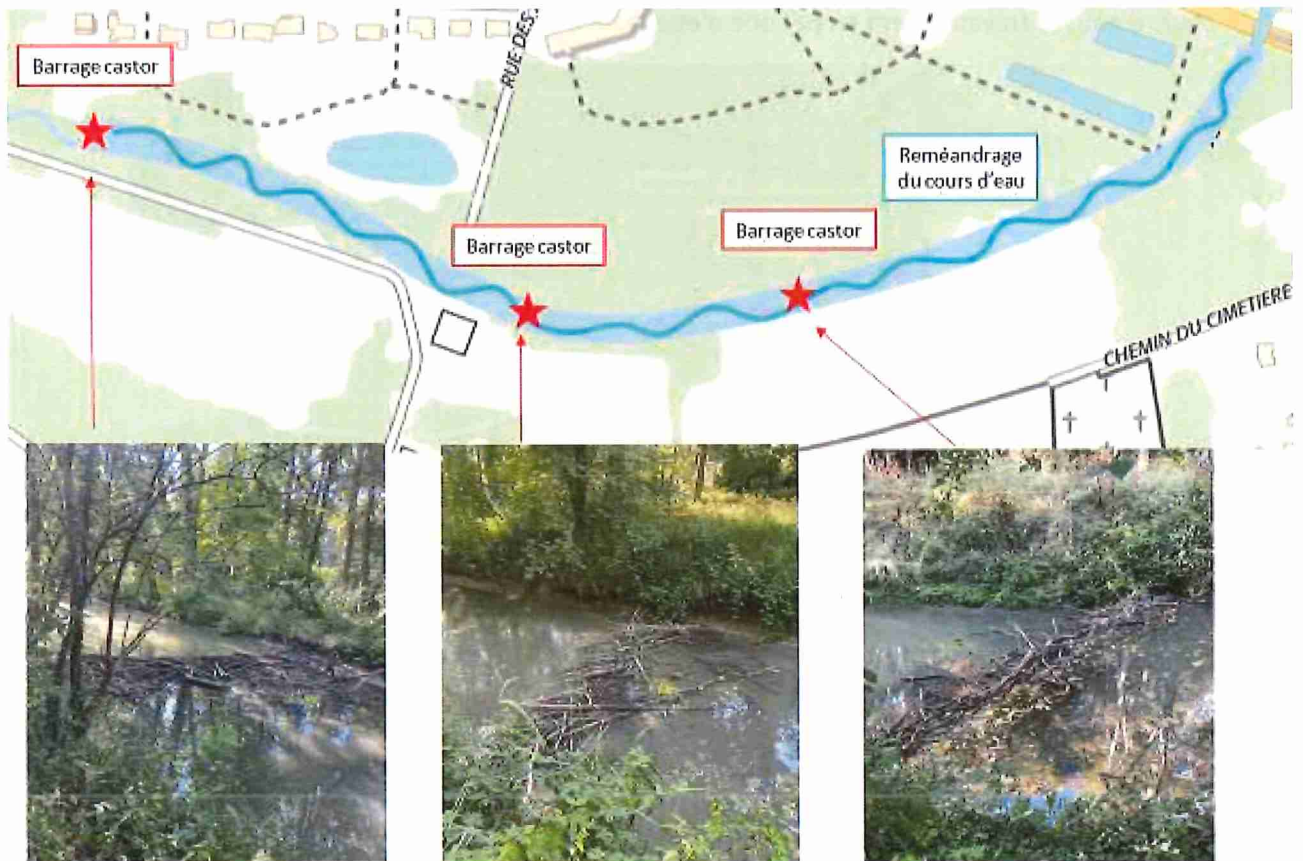 Barrage castor
RUE DES
Reméandrage
du cours d'eau
Barrage castor
Barrage castor
CHEMIN DU CIMETIERE